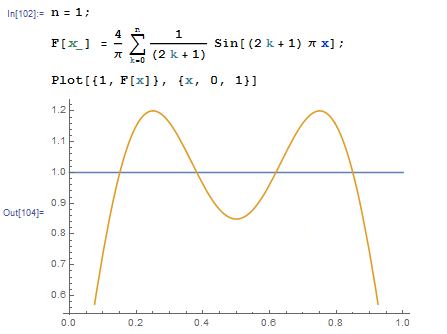 In[102]:= n = 1;
F[x_] = 4/π ∑_{k=0}^{n} 1/(2 k + 1) Sin[(2 k + 1) π x];
Plot[{1, F[x]}, {x, 0, 1}]
1.2
1.1
1.0
Out[104]=
0.9
0.8
0.7
0.6
0.0 0.2 0.4 0.6 0.8 1.0